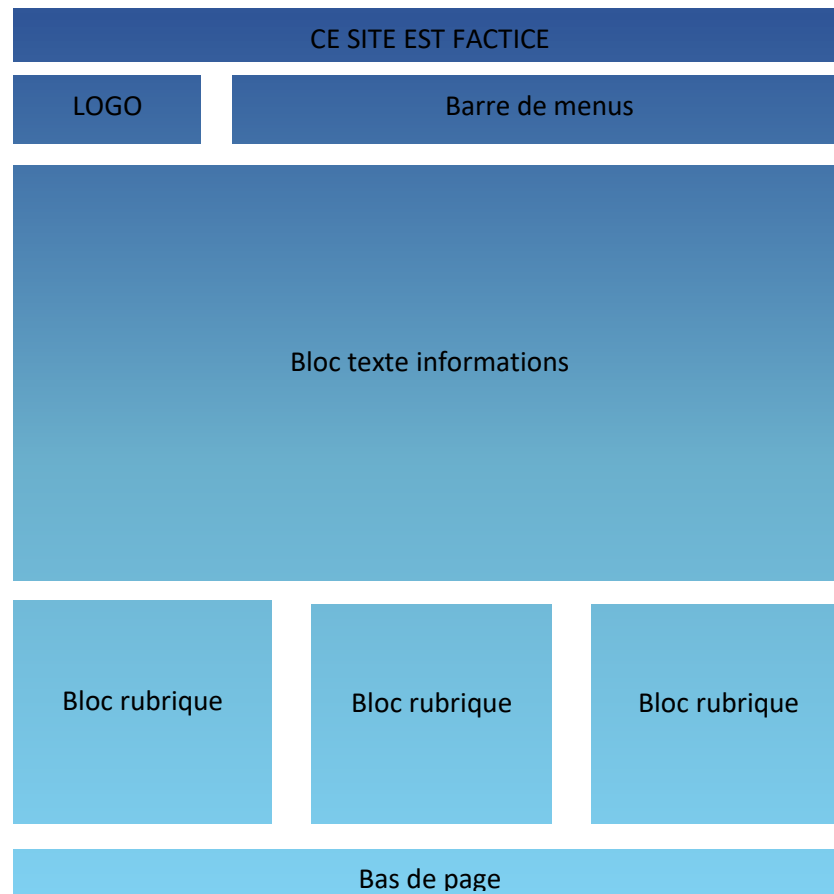 CE SITE EST FACTICE
LOGO
Barre de menus
Bloc texte informations
Bloc rubrique
Bloc rubrique
Bloc rubrique
Bas de page